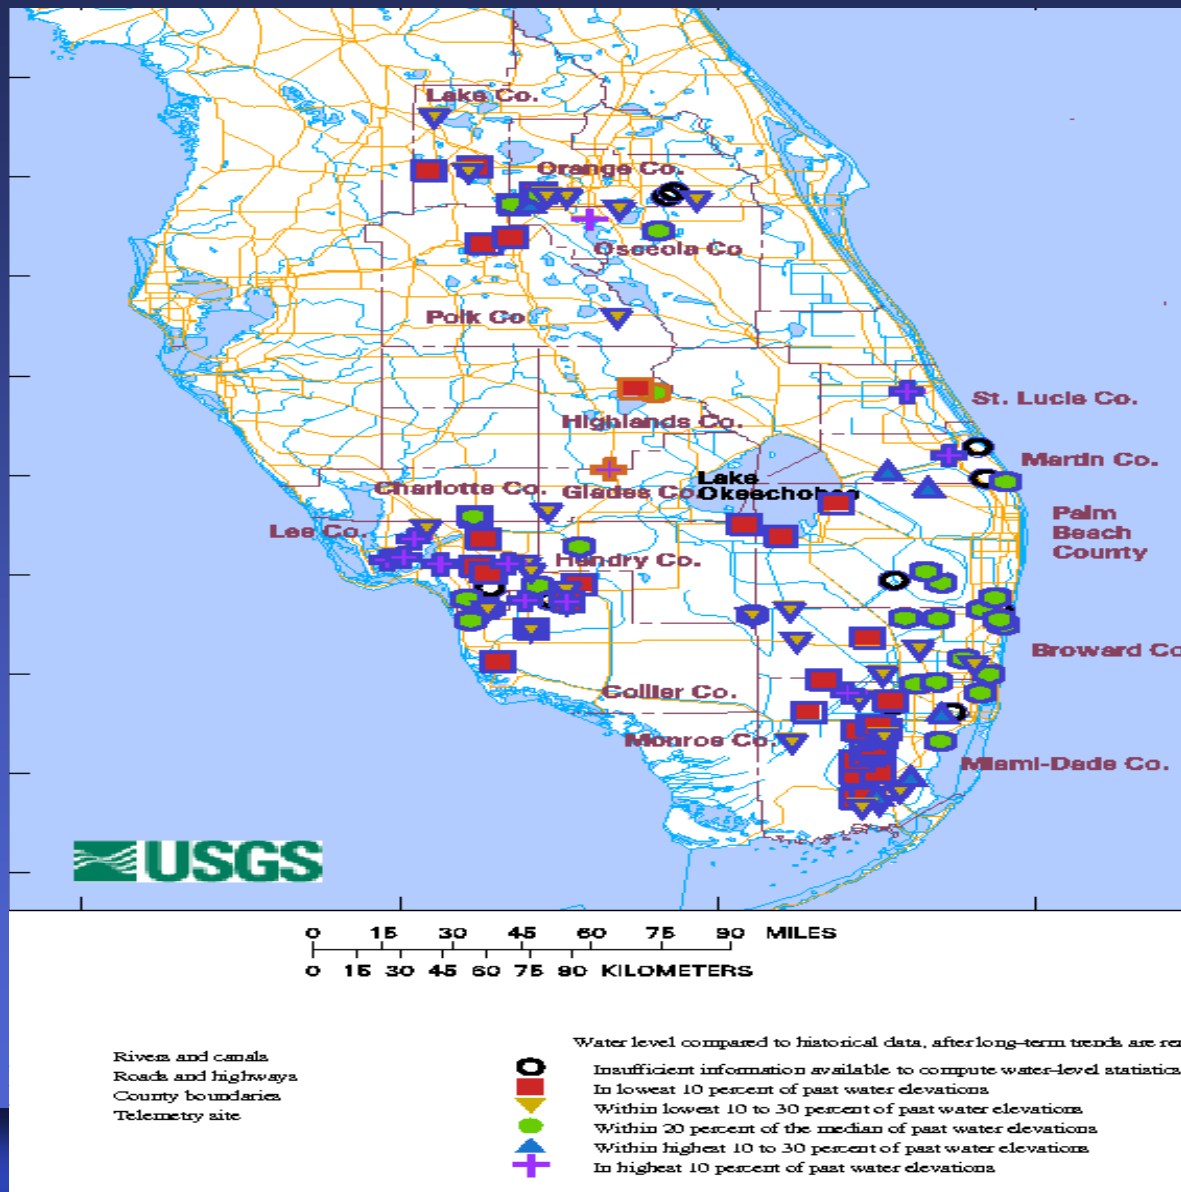 Lake Co.
Orange Co.
Osceola Co
Polk Co
St. Lucie Co.
Highlands Co.
Martin Co.
Lake
Okeechobee
Charlotte Co.
Glades Co.
Palm
Beach
County
Lee Co.
Hendry Co.
Broward Co
Collier Co.
Monroe Co.
Miami-Dade Co.
USGS
0 15 30 45 60 75 90 MILES
0 15 30 45 60 75 90 KILOMETERS
Water level compared to historical data, after long-term trends are
Rivers and canals
Roads and highways
County boundaries
Telemetry site
Insufficient information available to compute water-level statistics
In lowest 10 percent of past water elevations
Within lowest 10 to 30 percent of past water elevations
Within 20 percent of the median of past water elevations
Within highest 10 to 30 percent of past water elevations
In highest 10 percent of past water elevations